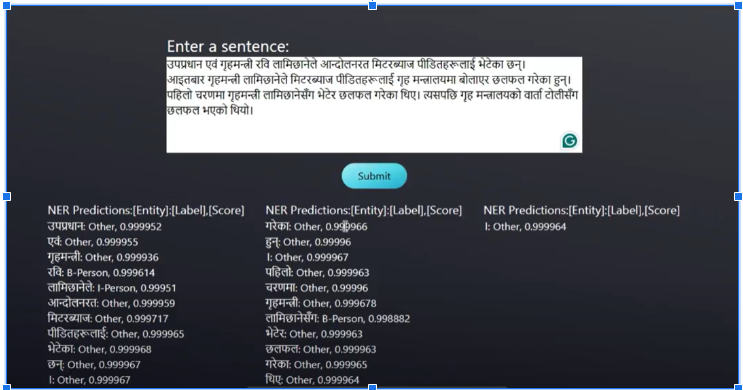 Enter a sentence:
उपप्रधान एवं गृहमन्त्री रवि लामिछानेले आन्दोलनरत मिटरब्याज पीडितहरूलाई भेटेका छन्।
आइतबार गृहमन्त्री लामिछानेले मिटरब्याज पीडितहरूलाई गृह मन्त्रालयमा बोलाएर छलफल गरेका हुन्।
पहिलो चरणमा गृहमन्त्री लामिछानेसँग भेटेर छलफल गरेका थिए। त्यसपछि गृह मन्त्रालयको वार्ता टोलीसँग
छलफल भएको थियो।
Submit
NER Predictions:[Entity]:[Label],[Score]
उपप्रधान: Other, 0.999952
एवं: Other, 0.999955
गृहमन्त्री: Other, 0.999936
रवि: B-Person, 0.999614
लामिछानेले: I-Person, 0.99951
आन्दोलनरत: Other, 0.999959
मिटरब्याज: Other, 0.999717
पीडितहरूलाई: Other, 0.999965
भेटेका: Other, 0.999968
छन्: Other, 0.999967
।: Other, 0.999967
NER Predictions:[Entity]:[Label],[Score]
गरेका: Other, 0.999966
हुन्: Other, 0.99996
।: Other, 0.999967
पहिलो: Other, 0.999963
चरणमा: Other, 0.99996
गृहमन्त्री: Other, 0.999678
लामिछानेसँग: B-Person, 0.998882
भेटेर: Other, 0.999963
छलफल: Other, 0.999963
गरेका: Other, 0.999965
थिए: Other, 0.999964
NER Predictions:[Entity]:[Label],[Score]
।: Other, 0.999964